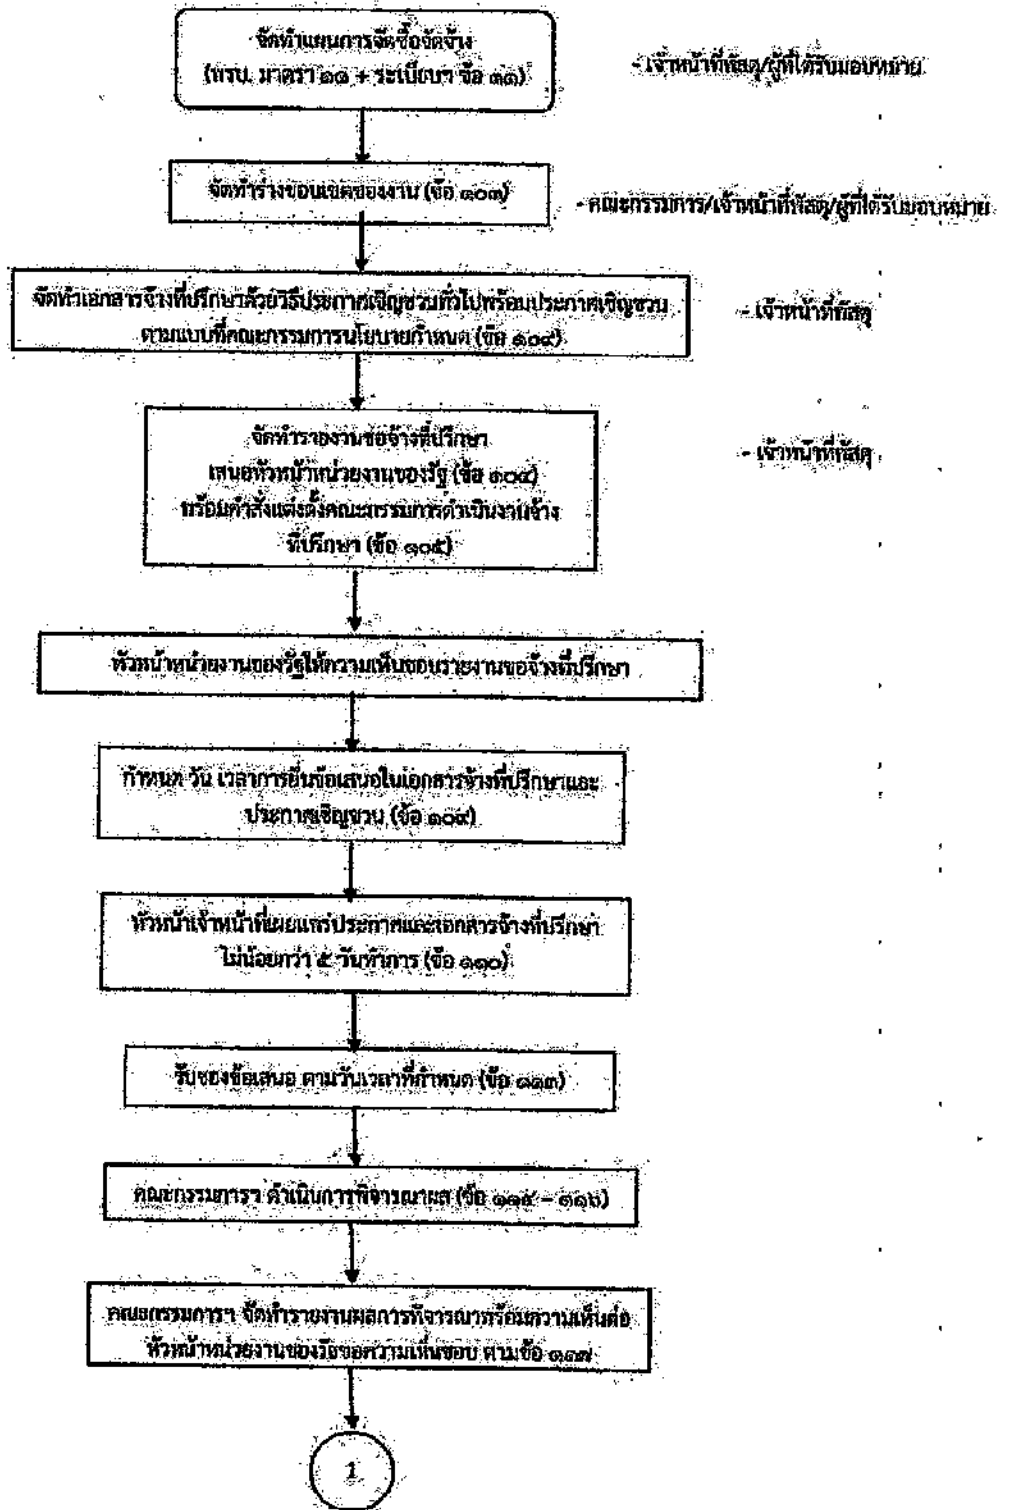 จัดทำแผนการจัดซื้อจัดจ้าง
(พรบ. มาตรา ๑๑ + ระเบียบฯ ข้อ ๑๑)
- เจ้าหน้าที่พัสดุ/ผู้ที่ได้รับมอบหมาย
จัดทำร่างขอบเขตของงาน (ข้อ ๑๐๓)
- คณะกรรมการ/เจ้าหน้าที่พัสดุ/ผู้ที่ได้รับมอบหมาย
จัดทำเอกสารจ้างที่ปรึกษาด้วยวิธีประกาศเชิญชวนทั่วไปพร้อมประกาศเชิญชวน
ตามแบบที่คณะกรรมการนโยบายกำหนด (ข้อ ๑๐๙)
- เจ้าหน้าที่พัสดุ
จัดทำรายงานขอจ้างที่ปรึกษา
เสนอหัวหน้าหน่วยงานของรัฐ (ข้อ ๑๐๔)
พร้อมคำสั่งแต่งตั้งคณะกรรมการดำเนินงานจ้าง
ที่ปรึกษา (ข้อ ๑๐๕)
- เจ้าหน้าที่พัสดุ
หัวหน้าหน่วยงานของรัฐให้ความเห็นชอบรายงานขอจ้างที่ปรึกษา
กำหนด วัน เวลาการยื่นข้อเสนอในเอกสารจ้างที่ปรึกษาและ
ประกาศเชิญชวน (ข้อ ๑๐๙)
หัวหน้าเจ้าหน้าที่เผยแพร่ประกาศและเอกสารจ้างที่ปรึกษา
ไม่น้อยกว่า ๕ วันทำการ (ข้อ ๑๑๐)
รับซองข้อเสนอ ตามวันเวลาที่กำหนด (ข้อ ๑๑๓)
คณะกรรมการฯ ดำเนินการพิจารณาผล (ข้อ ๑๑๔ – ๑๑๖)
คณะกรรมการฯ จัดทำรายงานผลการพิจารณาพร้อมความเห็นต่อ
หัวหน้าหน่วยงานของรัฐขอความเห็นชอบ ตามข้อ ๑๑๗
1